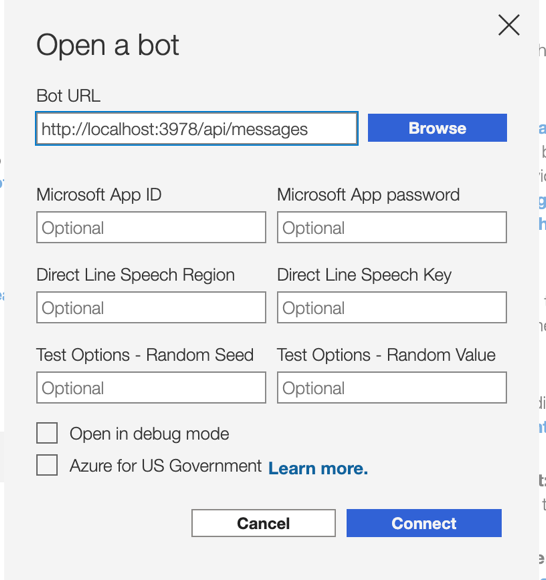 Open a bot
Bot URL
http://localhost:3978/api/messages
Browse
Microsoft App ID
Microsoft App password
Optional
Optional
Direct Line Speech Region
Direct Line Speech Key
Optional
Optional
Test Options - Random Seed
Test Options - Random Value
Optional
Optional
Open in debug mode
Azure for US Government Learn more.
Cancel
Connect